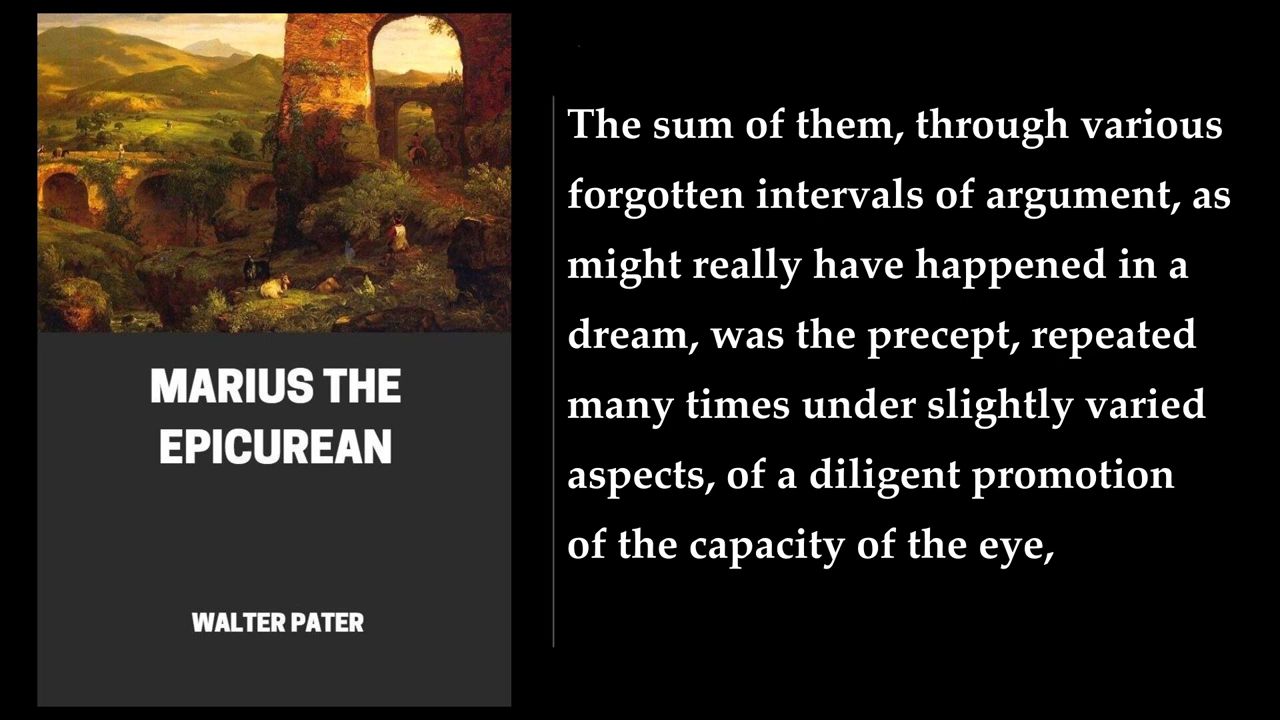 MARIUS THE
EPICUREAN
WALTER PATER
The sum of them, through various
forgotten intervals of argument, as
might really have happened in a
dream, was the precept, repeated
many times under slightly varied
aspects, of a diligent promotion
of the capacity of the eye,